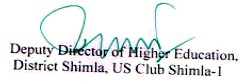 Deputy Director of Higher Education,
District Shimla, US Club Shimla-1